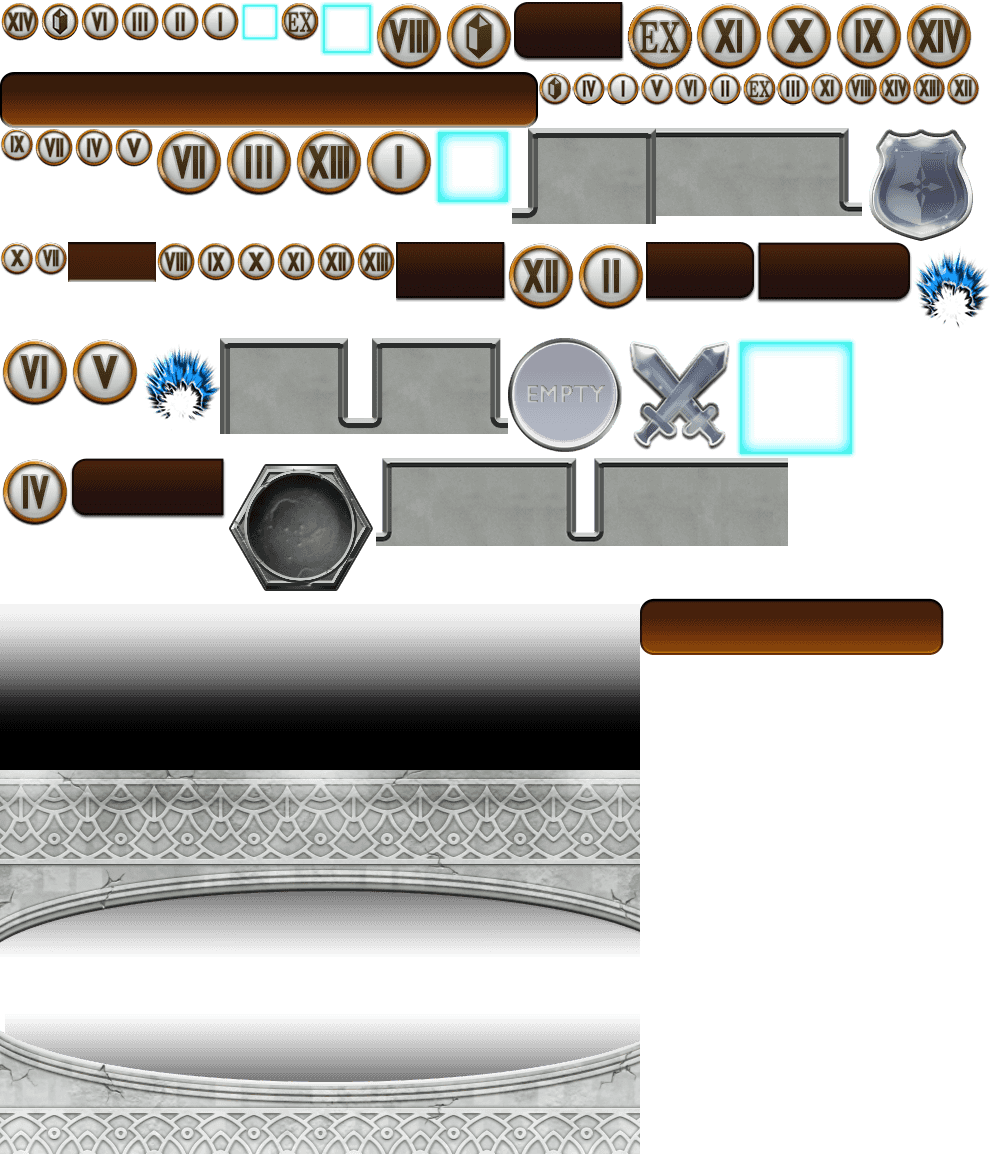 XIV VI III II I EX VIII EX XI X IX XIV
IV I V VI II EX III XI VIII XIV XIII XII
IX VII IV V VII III XIII I
X VII VIII IX X XI XII XIII XII II
VI V EMPTY
IV